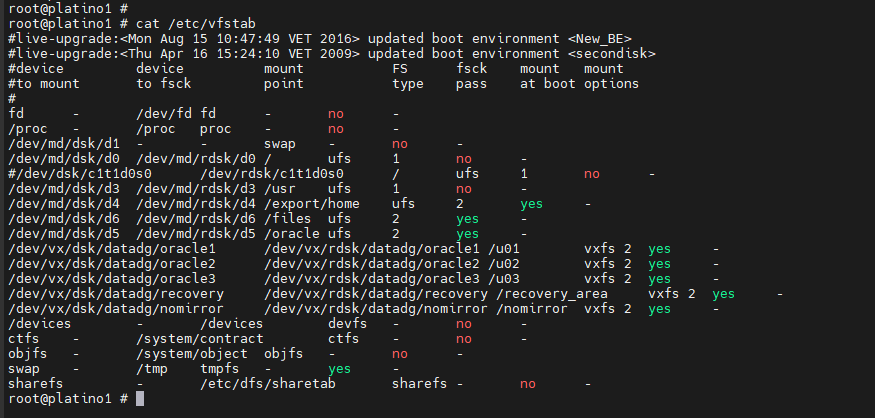 root@platino1 #
root@platino1 # cat /etc/vfstab
#live-upgrade:<Mon Aug 15 10:47:49 VET 2016> updated boot environment <New_BE>
#live-upgrade:<Thu Apr 16 15:24:10 VET 2009> updated boot environment <secondisk>
#device         device          mount           FS      fsck    mount   mount
#to mount       to fsck         point           type    pass    at boot options
#
fd      -       /dev/fd fd      -       no      -
/proc   -       /proc   proc    -       no      -
/dev/md/dsk/d1  -       -       swap    -       no      -
/dev/md/dsk/d0  /dev/md/rdsk/d0 /       ufs     1       no      -
#/dev/dsk/c1t1d0s0      /dev/rdsk/c1t1d0s0      /       ufs     1       no      -
/dev/md/dsk/d3  /dev/md/rdsk/d3 /usr    ufs     1       no      -
/dev/md/dsk/d4  /dev/md/rdsk/d4 /export/home    ufs     2       yes     -
/dev/md/dsk/d6  /dev/md/rdsk/d6 /files  ufs     2       yes     -
/dev/md/dsk/d5  /dev/md/rdsk/d5 /oracle ufs     2       yes     -
/dev/vx/dsk/datadg/oracle1      /dev/vx/rdsk/datadg/oracle1 /u01        vxfs 2  yes     -
/dev/vx/dsk/datadg/oracle2      /dev/vx/rdsk/datadg/oracle2 /u02        vxfs 2  yes     -
/dev/vx/dsk/datadg/oracle3      /dev/vx/rdsk/datadg/oracle3 /u03        vxfs 2  yes     -
/dev/vx/dsk/datadg/recovery     /dev/vx/rdsk/datadg/recovery /recovery_area     vxfs 2  yes     -
/dev/vx/dsk/datadg/nomirror     /dev/vx/rdsk/datadg/nomirror /nomirror  vxfs 2  yes     -
/devices        -       /devices        devfs   -       no      -
ctfs    -       /system/contract        ctfs    -       no      -
objfs   -       /system/object  objfs   -       no      -
swap    -       /tmp    tmpfs   -       yes     -
sharefs         -       /etc/dfs/sharetab       sharefs -       no      -
root@platino1 #